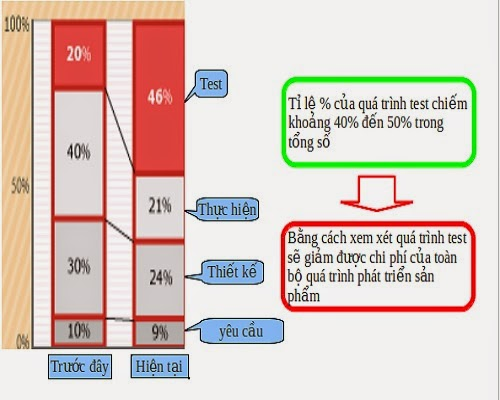 100%
20%
46%
Test
40%
50%
21%
Thực hiện
30%
24%
Thiết kế
10%
9%
yêu cầu
0%
Trước đây
Hiện tại
Tỉ lệ % của quá trình test chiếm
khoảng 40% đến 50% trong
tổng số
Bằng cách xem xét quá trình test
sẽ giảm được chi phí của toàn
bộ quá trình phát triển sản
phẩm